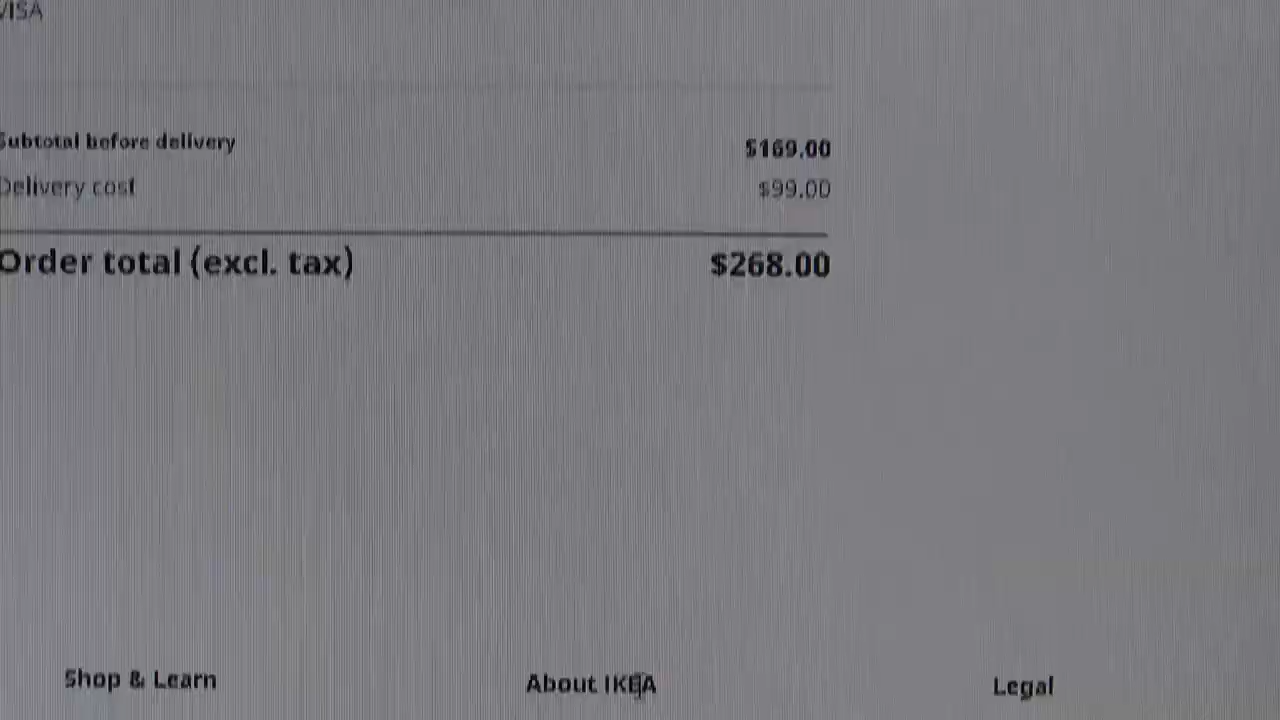 VISA
Subtotal before delivery $169.00
Delivery cost $99.00
Order total (excl. tax) $268.00
Shop & Learn About IKEA Legal